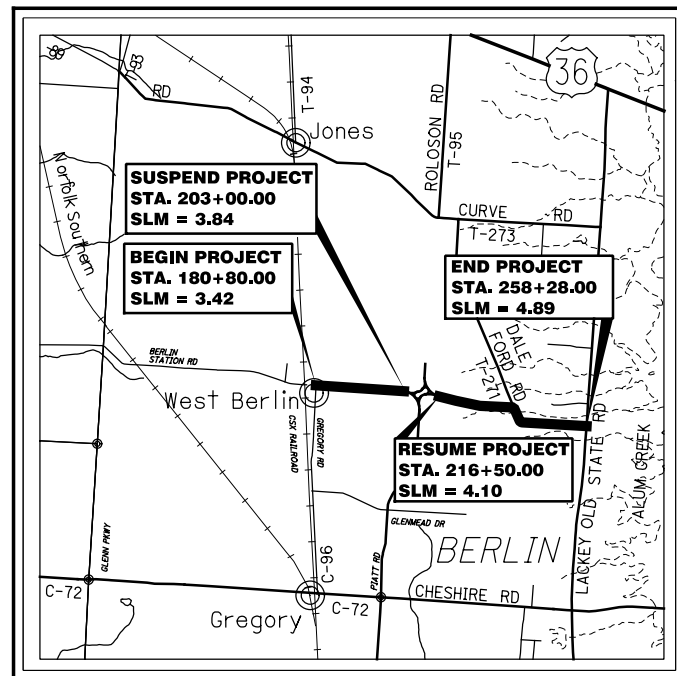 T-93
RD
T-94
36
Jones
ROLOSON RD
T-95
Norfolk Southern
SUSPEND PROJECT
STA. 203+00.00
SLM = 3.84
CURVE RD
T-273
BEGIN PROJECT
STA. 180+80.00
SLM = 3.42
END PROJECT
STA. 258+28.00
SLM = 4.89
DALE
FORD RD
T-271
BERLIN
STATION RD
West Berlin
GREGORY RD
CSX RAILROAD
RESUME PROJECT
STA. 216+50.00
SLM = 4.10
LACKEY OLD STATE RD
ALUM CREEK
GLENMEAD DR
BERLIN
GLENN PKWY
C-96
PIATT RD
C-72
C-72
CHESHIRE RD
Gregory